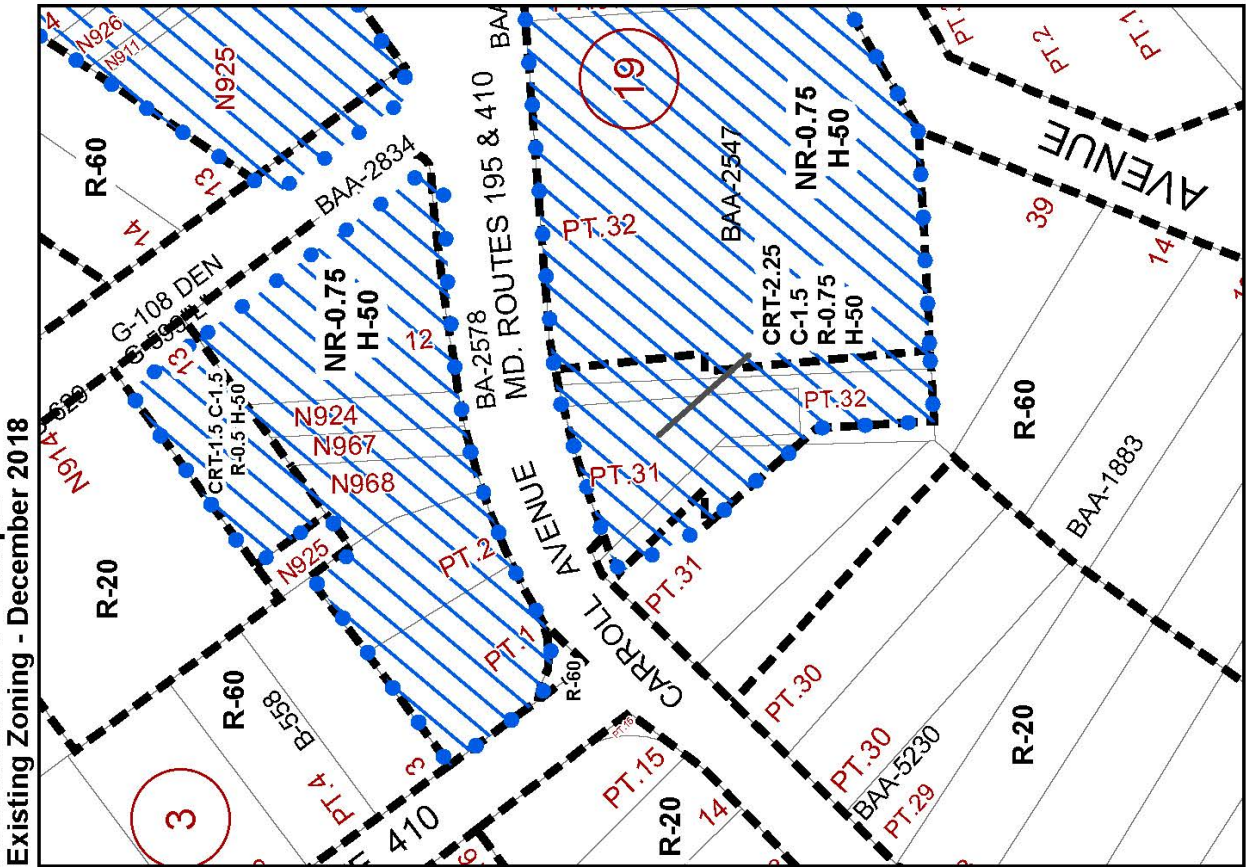 Existing Zoning - December 2018
N926
N911
N925
R-60
13
14
BAA-2834
G-108 DEN
MD. ROUTES 195 & 410
BA-2578
19
NR-0.75
H-50
BAA-2547
PT.32
CRT-2.25
C-1.5
R-0.75
H-50
PT.2
PT.1
AVENUE
39
14
NR-0.75
H-50
12
13
CRT-1.5 C-1.5
R-0.5 H-50
N924
N967
N968
N914
N925
PT.2
PT.1
R-60
R-20
PT.32
PT.31
PT.31
R-60
BAA-1883
AVENUE
CARROLL
R-60
B-558
PT.4
3
3
410
PT.16
PT.15
14
R-20
PT.30
PT.30
BAA-5230
PT.29
R-20